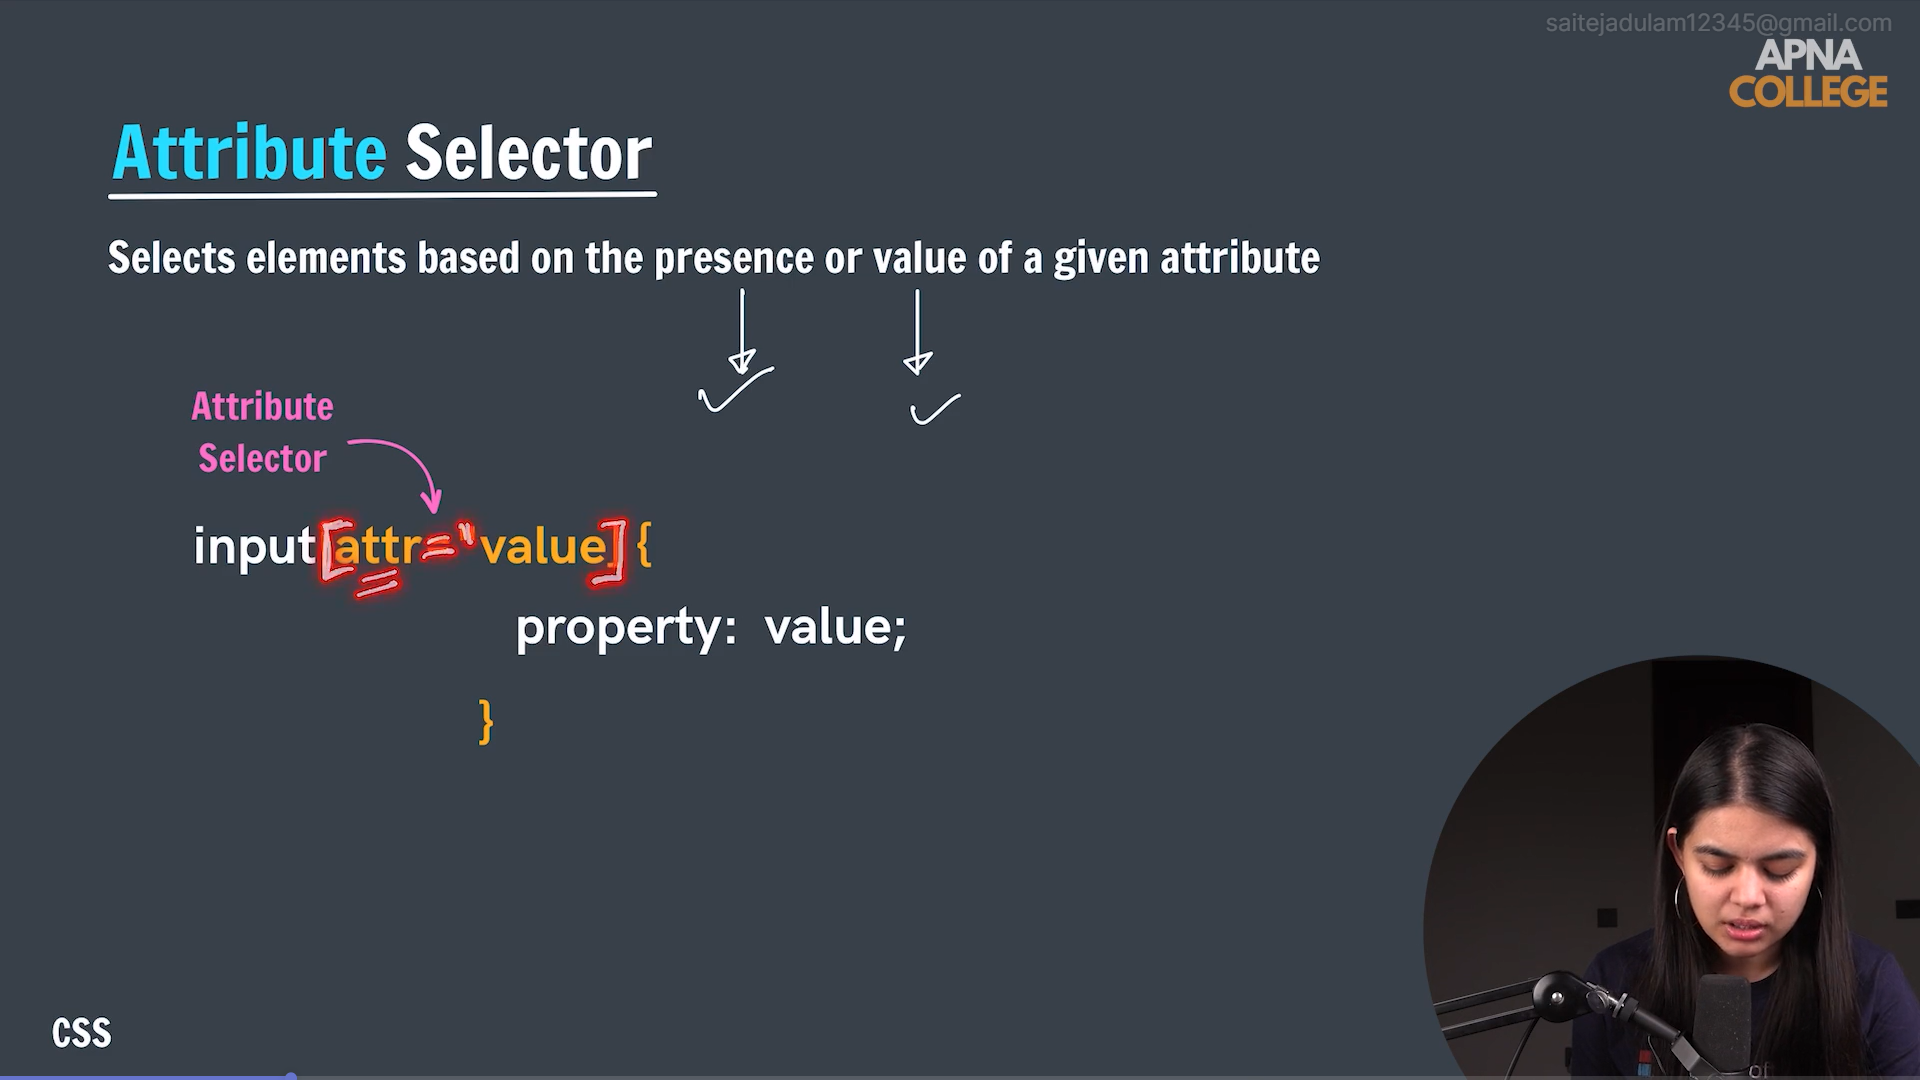 saitejadulam12345@gmail.com
APNA
COLLEGE
Attribute Selector
Selects elements based on the presence or value of a given attribute
Attribute
Selector
input[attr="value] {
property: value;
}
CSS
of